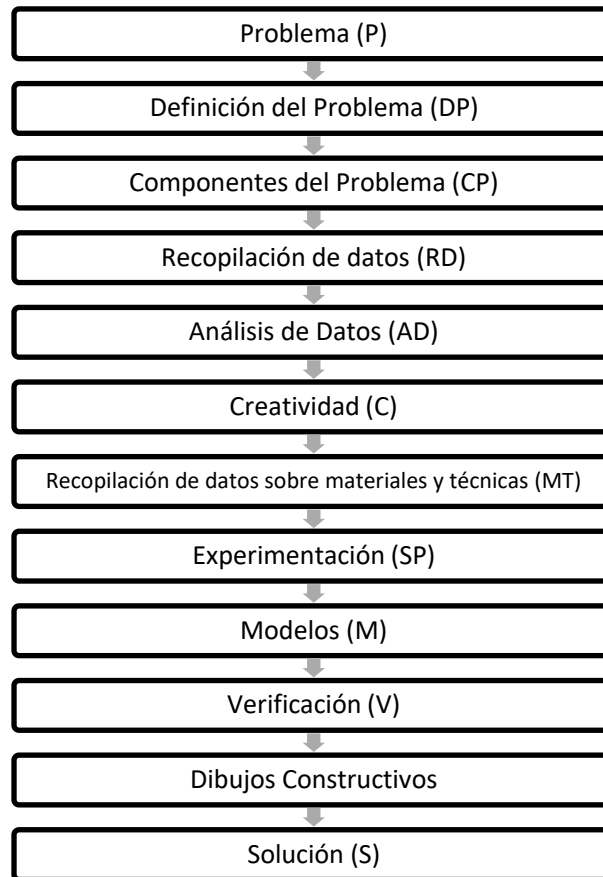 Problema (P)
Definición del Problema (DP)
Componentes del Problema (CP)
Recopilación de datos (RD)
Análisis de Datos (AD)
Creatividad (C)
Recopilación de datos sobre materiales y técnicas (MT)
Experimentación (SP)
Modelos (M)
Verificación (V)
Dibujos Constructivos
Solución (S)